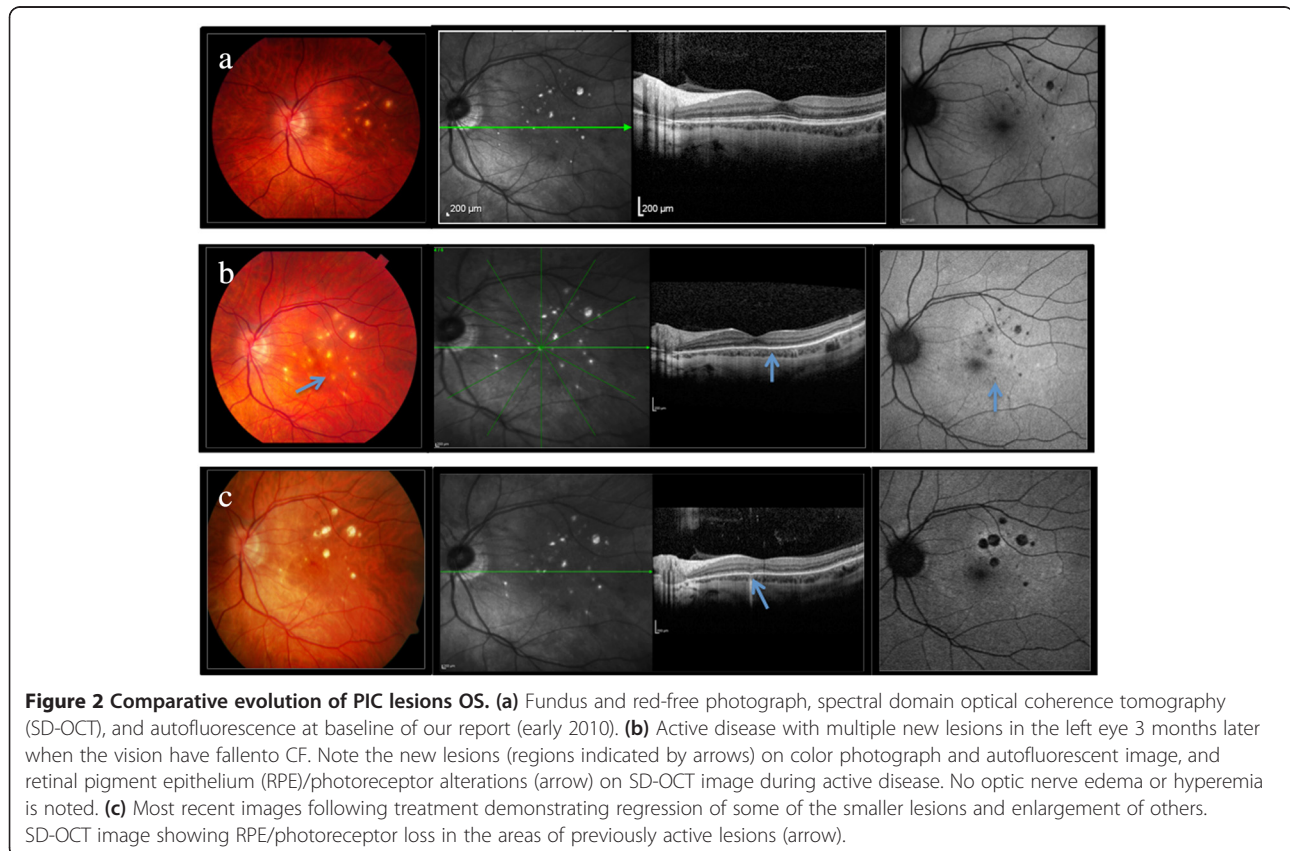 a
200 µm
200 µm
b
c
Figure 2 Comparative evolution of PIC lesions OS. (a) Fundus and red-free photograph, spectral domain optical coherence tomography
(SD-OCT), and autofluorescence at baseline of our report (early 2010). (b) Active disease with multiple new lesions in the left eye 3 months later
when the vision have fallento CF. Note the new lesions (regions indicated by arrows) on color photograph and autofluorescent image, and
retinal pigment epithelium (RPE)/photoreceptor alterations (arrow) on SD-OCT image during active disease. No optic nerve edema or hyperemia
is noted. (c) Most recent images following treatment demonstrating regression of some of the smaller lesions and enlargement of others.
SD-OCT image showing RPE/photoreceptor loss in the areas of previously active lesions (arrow).